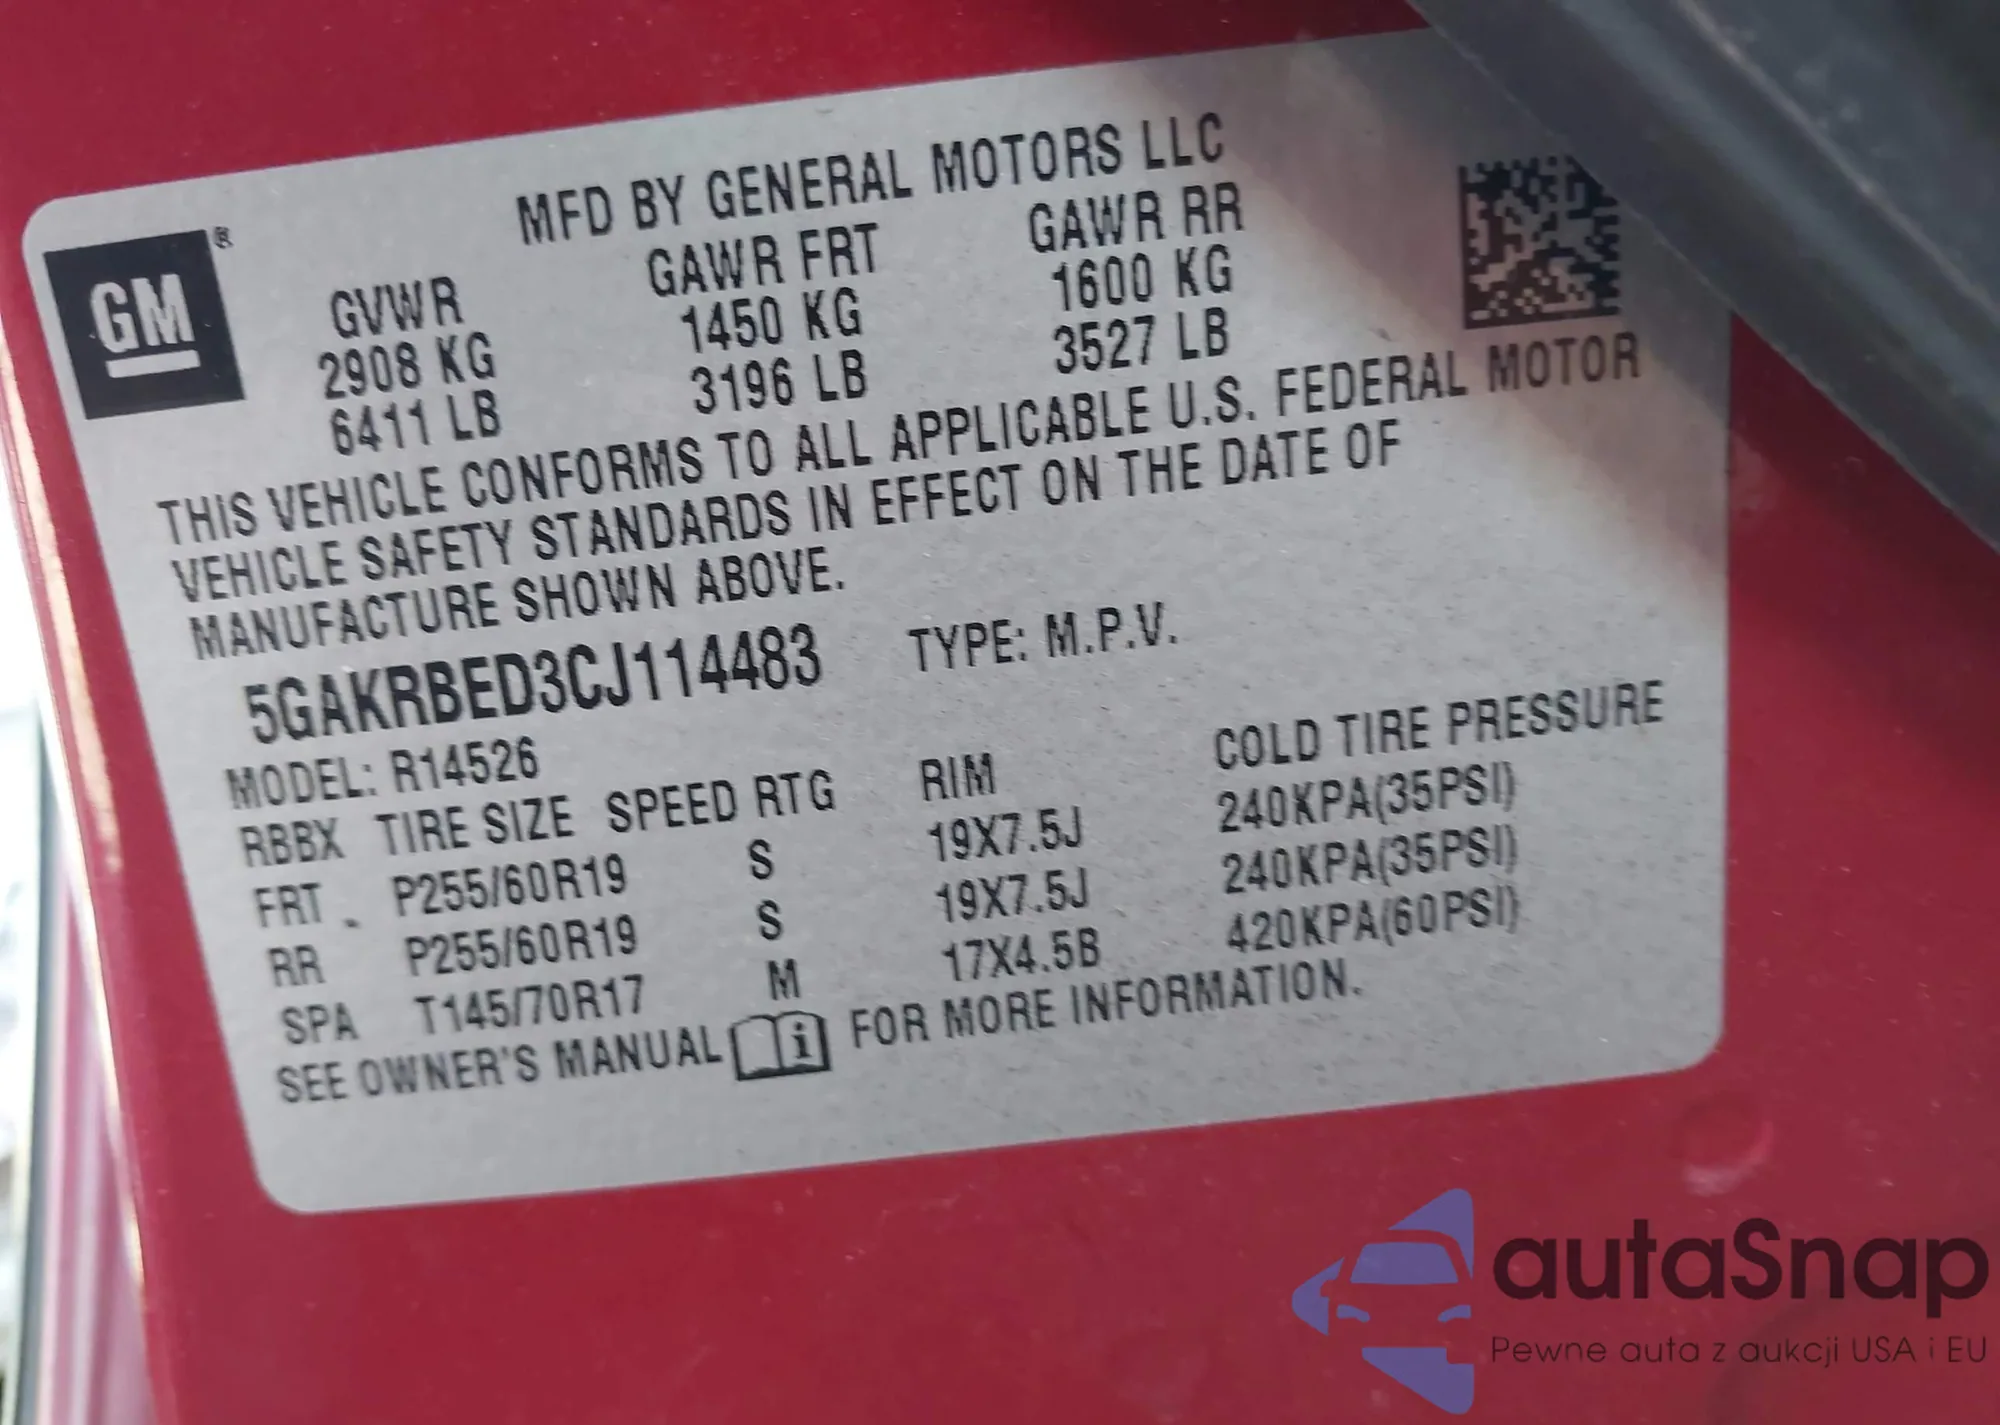 MFD BY GENERAL MOTORS LLC
GM®
GVWR GAWR FRT GAWR RR
2908 KG 1450 KG 1600 KG
6411 LB 3196 LB 3527 LB
THIS VEHICLE CONFORMS TO ALL APPLICABLE U.S. FEDERAL MOTOR
VEHICLE SAFETY STANDARDS IN EFFECT ON THE DATE OF
MANUFACTURE SHOWN ABOVE.
5GAKRBED3CJ114483 TYPE: M.P.V.
MODEL: R14526
RBBX TIRE SIZE SPEED RTG RIM COLD TIRE PRESSURE
FRT P255/60R19 S 19X7.5J 240KPA(35PSI)
RR P255/60R19 S 19X7.5J 240KPA(35PSI)
SPA T145/70R17 M 17X4.5B 420KPA(60PSI)
SEE OWNER'S MANUAL i FOR MORE INFORMATION.
autaSnap
Pewne auta z aukcji USA i EU